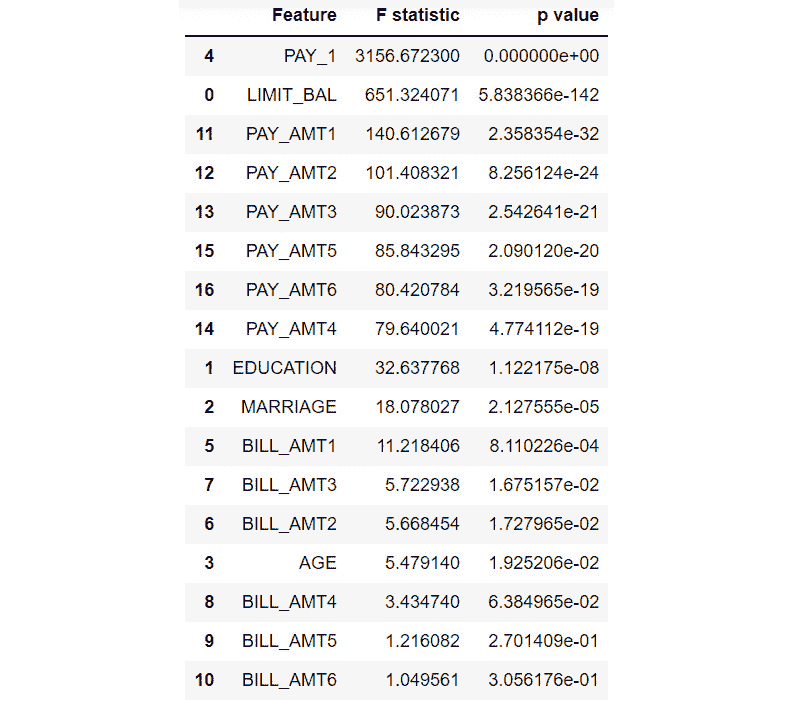 Feature F statistic p value
4 PAY_1 3156.672300 0.000000e+00
0 LIMIT_BAL 651.324071 5.838366e-142
11 PAY_AMT1 140.612679 2.358354e-32
12 PAY_AMT2 101.408321 8.256124e-24
13 PAY_AMT3 90.023873 2.542641e-21
15 PAY_AMT5 85.843295 2.090120e-20
16 PAY_AMT6 80.420784 3.219565e-19
14 PAY_AMT4 79.640021 4.774112e-19
1 EDUCATION 32.637768 1.122175e-08
2 MARRIAGE 18.078027 2.127555e-05
5 BILL_AMT1 11.218406 8.110226e-04
7 BILL_AMT3 5.722938 1.675157e-02
6 BILL_AMT2 5.668454 1.727965e-02
3 AGE 5.479140 1.925206e-02
8 BILL_AMT4 3.434740 6.384965e-02
9 BILL_AMT5 1.216082 2.701409e-01
10 BILL_AMT6 1.049561 3.056176e-01